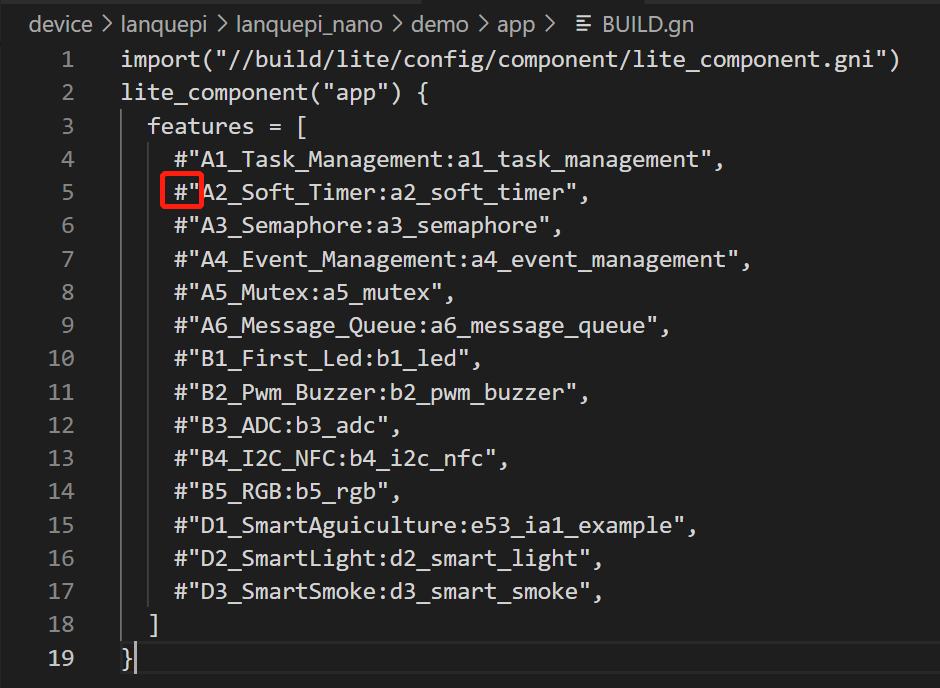 device > lanquepi > lanquepi_nano > demo > app > BUILD.gn
1 import("//build/lite/config/component/lite_component.gni")
2 lite_component("app") {
3 features = [
4 #"A1_Task_Management:a1_task_management",
5 #"A2_Soft_Timer:a2_soft_timer",
6 #"A3_Semaphore:a3_semaphore",
7 #"A4_Event_Management:a4_event_management",
8 #"A5_Mutex:a5_mutex",
9 #"A6_Message_Queue:a6_message_queue",
10 #"B1_First_Led:b1_led",
11 #"B2_Pwm_Buzzer:b2_pwm_buzzer",
12 #"B3_ADC:b3_adc",
13 #"B4_I2C_NFC:b4_i2c_nfc",
14 #"B5_RGB:b5_rgb",
15 #"D1_SmartAguiculture:e53_ia1_example",
16 #"D2_SmartLight:d2_smart_light",
17 #"D3_SmartSmoke:d3_smart_smoke",
18 ]
19 }